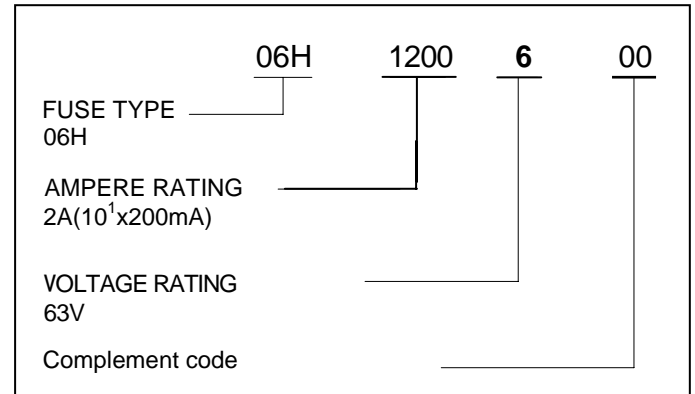 06H 1200 6 00
FUSE TYPE
06H
AMPERE RATING
2A(10¹x200mA)
VOLTAGE RATING
63V
Complement code